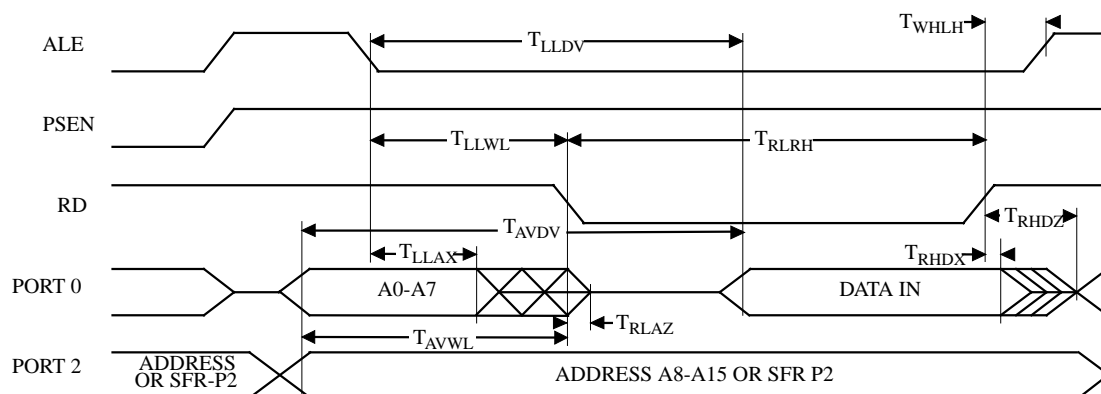 ALE
T_LLDV
T_WHLH
PSEN
T_LLWL
T_RLRH
RD
T_AVDV
T_RHDZ
T_LLAX
T_RHDX
PORT 0
A0-A7
DATA IN
T_RLAZ
T_AVWL
PORT 2
ADDRESS
OR SFR-P2
ADDRESS A8-A15 OR SFR P2